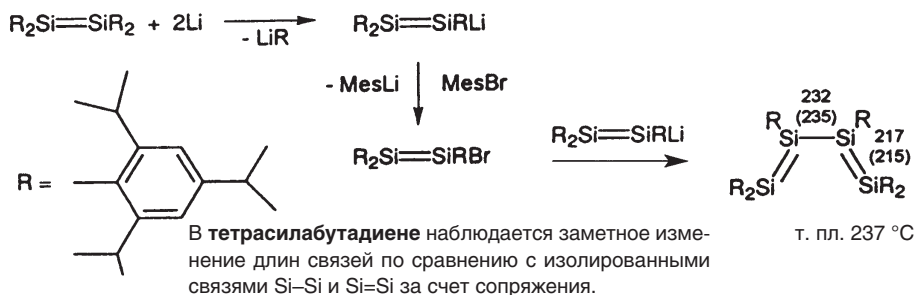 R₂Si=SiR₂ + 2Li
- LiR
R₂Si=SiRLi
- MesLi MesBr
R₂Si=SiRBr
R₂Si=SiRLi
232
(235)
R
R
217
(215)
Si Si
R₂Si SiR₂
R =
В тетрасилабутадиене наблюдается заметное изме-
нение длин связей по сравнению с изолированными
связями Si–Si и Si=Si за счет сопряжения.
т. пл. 237 °C